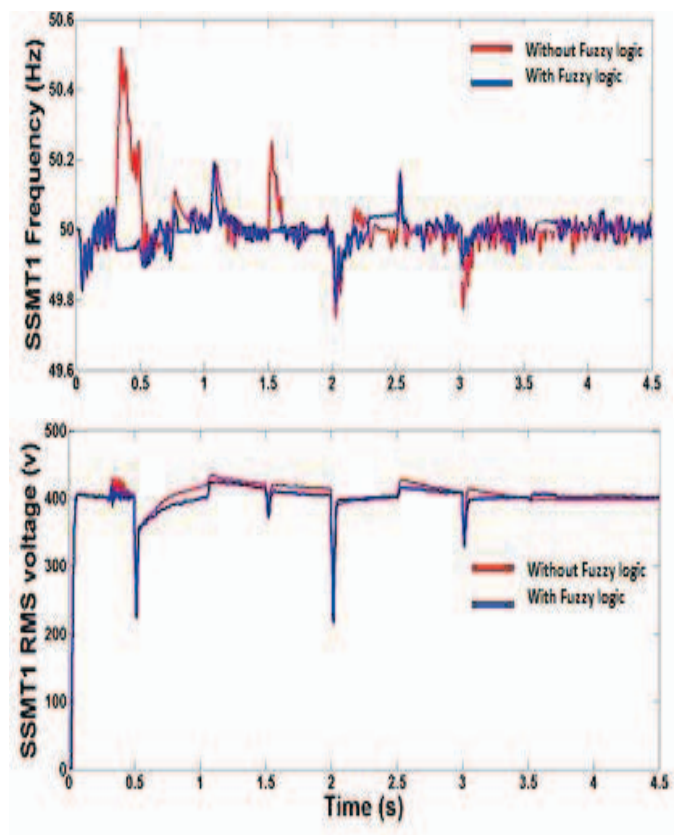 50.6
50.4
50.2
50
49.8
49.6
SSMT1 Frequency (Hz)
Without Fuzzy logic
With Fuzzy logic
0 0.5 1 1.5 2 2.5 3 3.5 4 4.5
500
400
300
200
100
0
SSMT1 RMS voltage (v)
Without Fuzzy logic
With Fuzzy logic
0 0.5 1 1.5 2 2.5 3 3.5 4 4.5
Time (s)